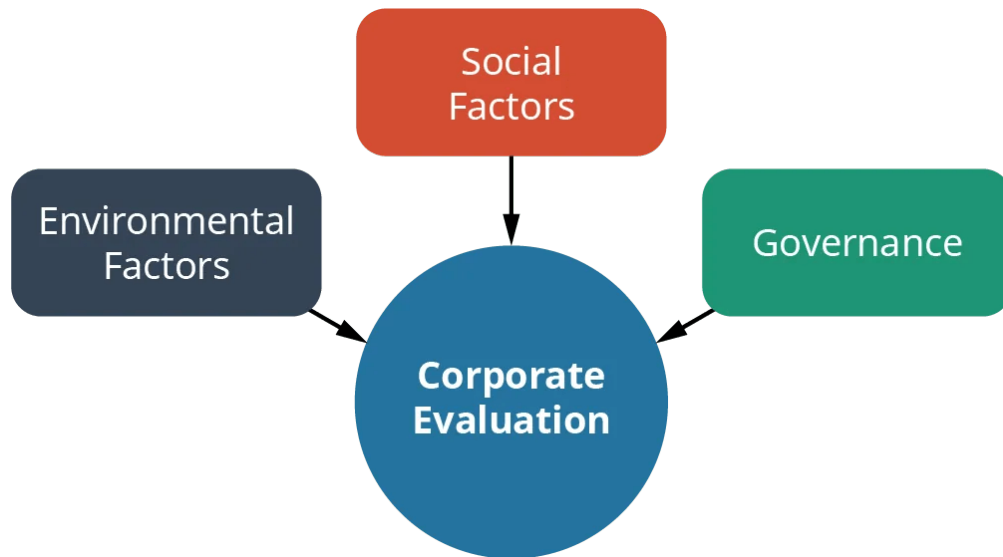 Social
Factors
Environmental
Factors
Governance
Corporate
Evaluation